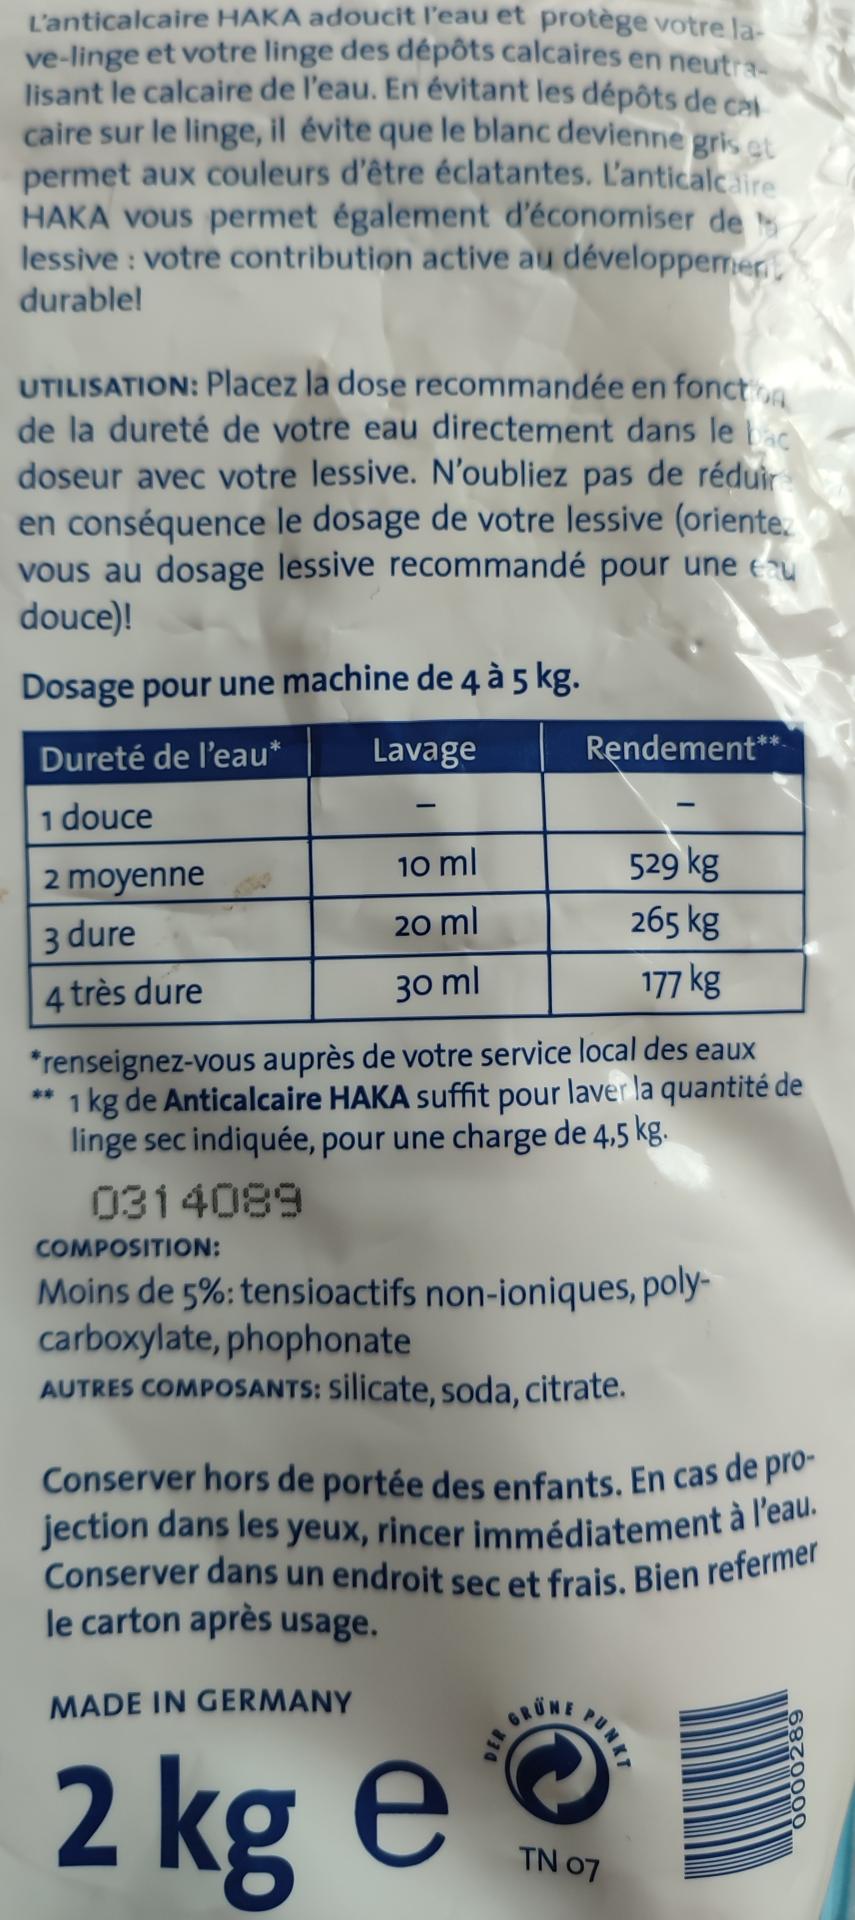 L'anticalcaire HAKA adoucit l'eau et protège votre la-
ve-linge et votre linge des dépôts calcaires en neutra-
lisant le calcaire de l'eau. En évitant les dépôts de cal
caire sur le linge, il évite que le blanc devienne gris et
permet aux couleurs d'être éclatantes. L'anticalcaire
HAKA vous permet également d'économiser de la
lessive : votre contribution active au développement
durable!
UTILISATION: Placez la dose recommandée en fonction
de la dureté de votre eau directement dans le bac
doseur avec votre lessive. N'oubliez pas de réduire
en conséquence le dosage de votre lessive (orientez
vous au dosage lessive recommandé pour une eau
douce)!
Dosage pour une machine de 4 à 5 kg.
Dureté de l'eau* Lavage Rendement**
1 douce – –
2 moyenne 10 ml 529 kg
3 dure 20 ml 265 kg
4 très dure 30 ml 177 kg
*renseignez-vous auprès de votre service local des eaux
** 1 kg de Anticalcaire HAKA suffit pour laver la quantité de
linge sec indiquée, pour une charge de 4,5 kg.
0314089
COMPOSITION:
Moins de 5%: tensioactifs non-ioniques, poly-
carboxylate, phophonate
AUTRES COMPOSANTS: silicate, soda, citrate.
Conserver hors de portée des enfants. En cas de pro-
jection dans les yeux, rincer immédiatement à l'eau.
Conserver dans un endroit sec et frais. Bien refermer
le carton après usage.
MADE IN GERMANY
2 kg e
DER GRÜNE PUNKT
TN 07
0000289